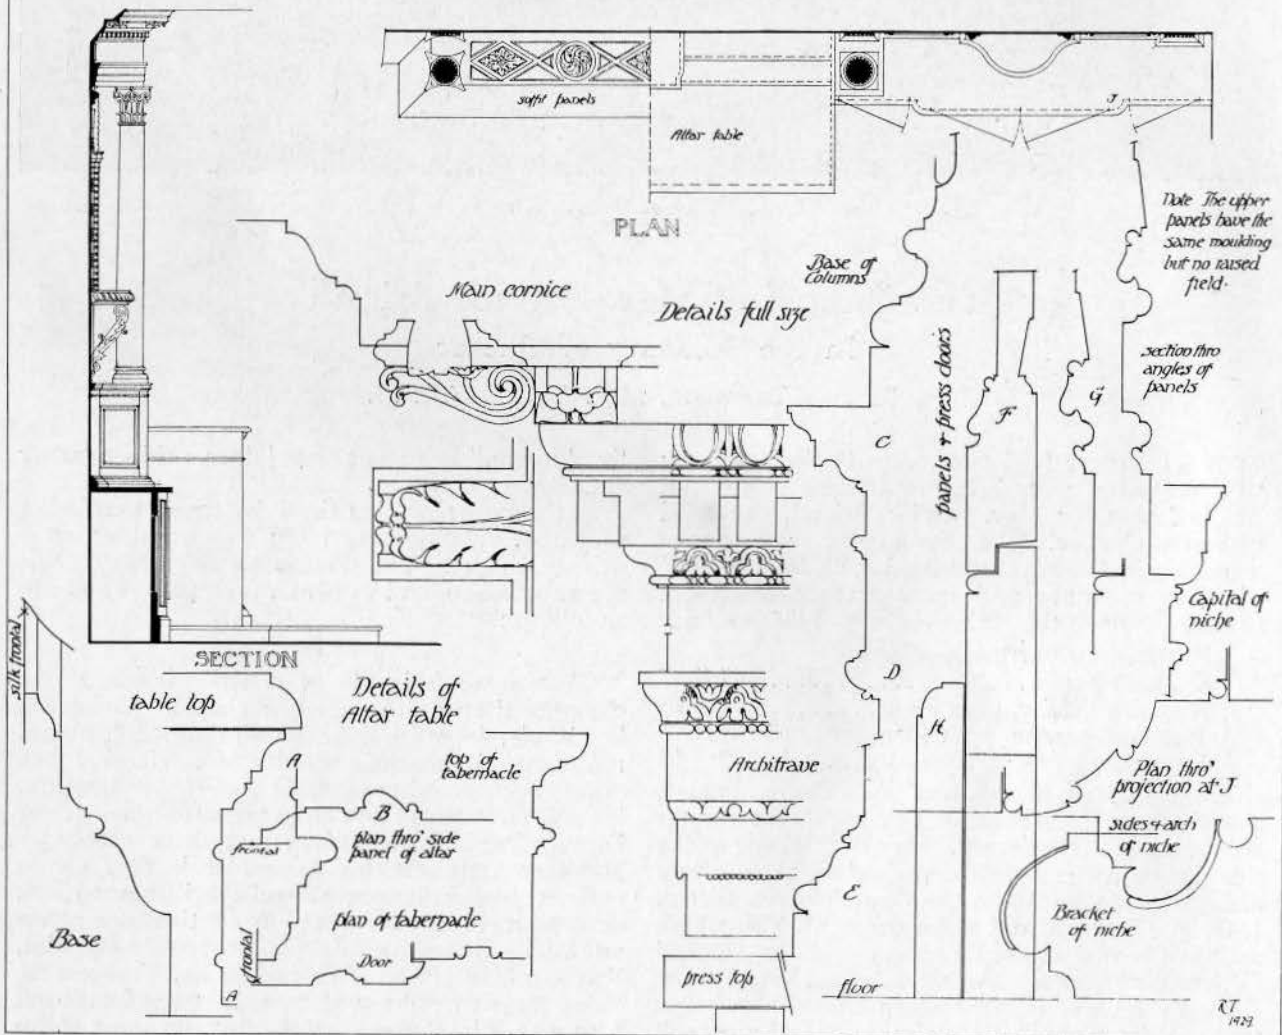 soffit panels
Altar table
J
PLAN
Note The upper
panels have the
same moulding
but no raised
field.
Base of
Columns
Main cornice
Details full size
panels & press doors
section thro
angles of
panels
F
G
C
Capital of
niche
SECTION
silk frontal
table top
Details of
Altar table
D
K
A
top of
tabernacle
Architrave
Plan thro'
projection at J
B
frontal
plan thro' side
panel of altar
sides & arch
of niche
E
Bracket
of niche
Base
plan of tabernacle
frontal
Door
A
press top
floor
R.T
1929